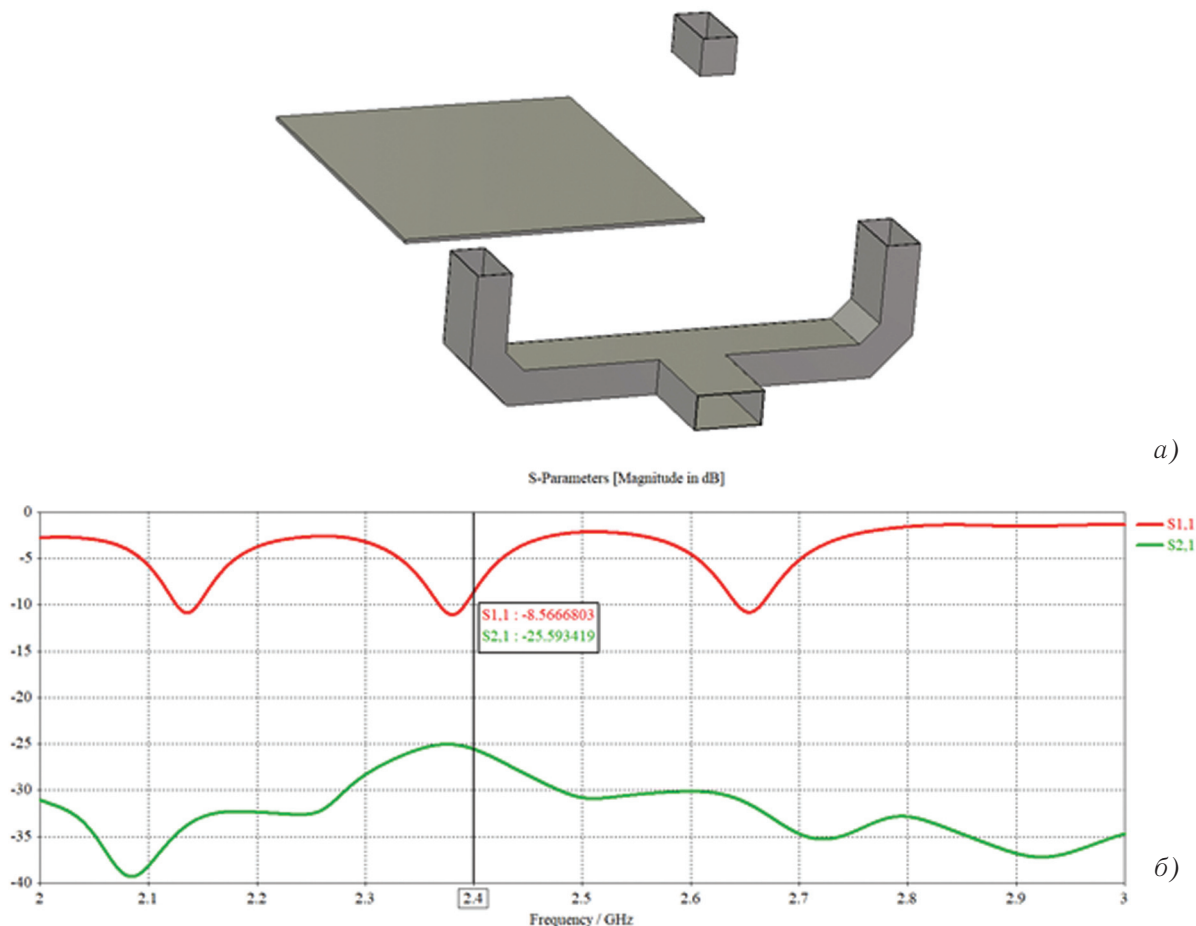 а)
S-Parameters [Magnitude in dB]
0
-5
-10
-15
-20
-25
-30
-35
-40
S1,1
S2,1
S1,1 : -8.5666803
S2,1 : -25.593419
б)
2 2.1 2.2 2.3 2.4 2.5 2.6 2.7 2.8 2.9 3
Frequency / GHz